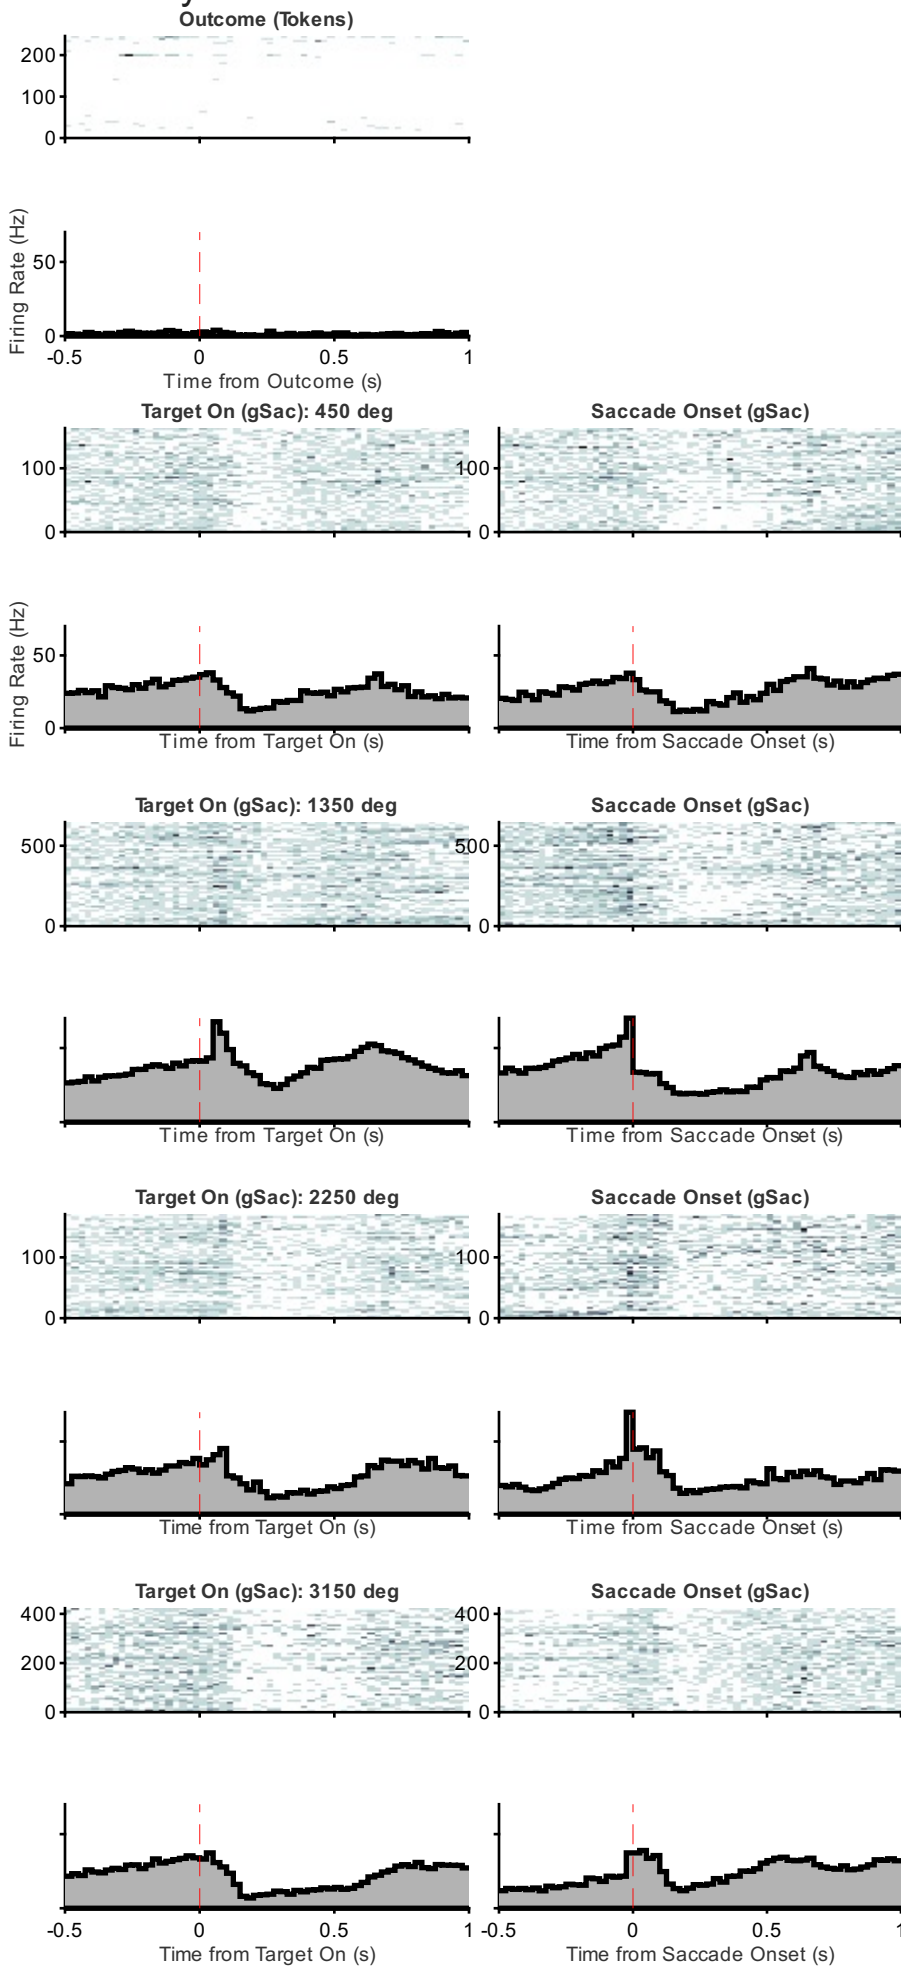 y
Outcome (Tokens)
200
100
0
Firing Rate (Hz)
50
0
-0.5 0 0.5 1
Time from Outcome (s)
Target On (gSac): 450 deg Saccade Onset (gSac)
100 100
0 0
Firing Rate (Hz)
50
0
Time from Target On (s) Time from Saccade Onset (s)
Target On (gSac): 1350 deg Saccade Onset (gSac)
500 500
0 0
Time from Target On (s) Time from Saccade Onset (s)
Target On (gSac): 2250 deg Saccade Onset (gSac)
100 100
0 0
Time from Target On (s) Time from Saccade Onset (s)
Target On (gSac): 3150 deg Saccade Onset (gSac)
400 400
200 200
0 0
-0.5 0 0.5 1 -0.5 0 0.5 1
Time from Target On (s) Time from Saccade Onset (s)